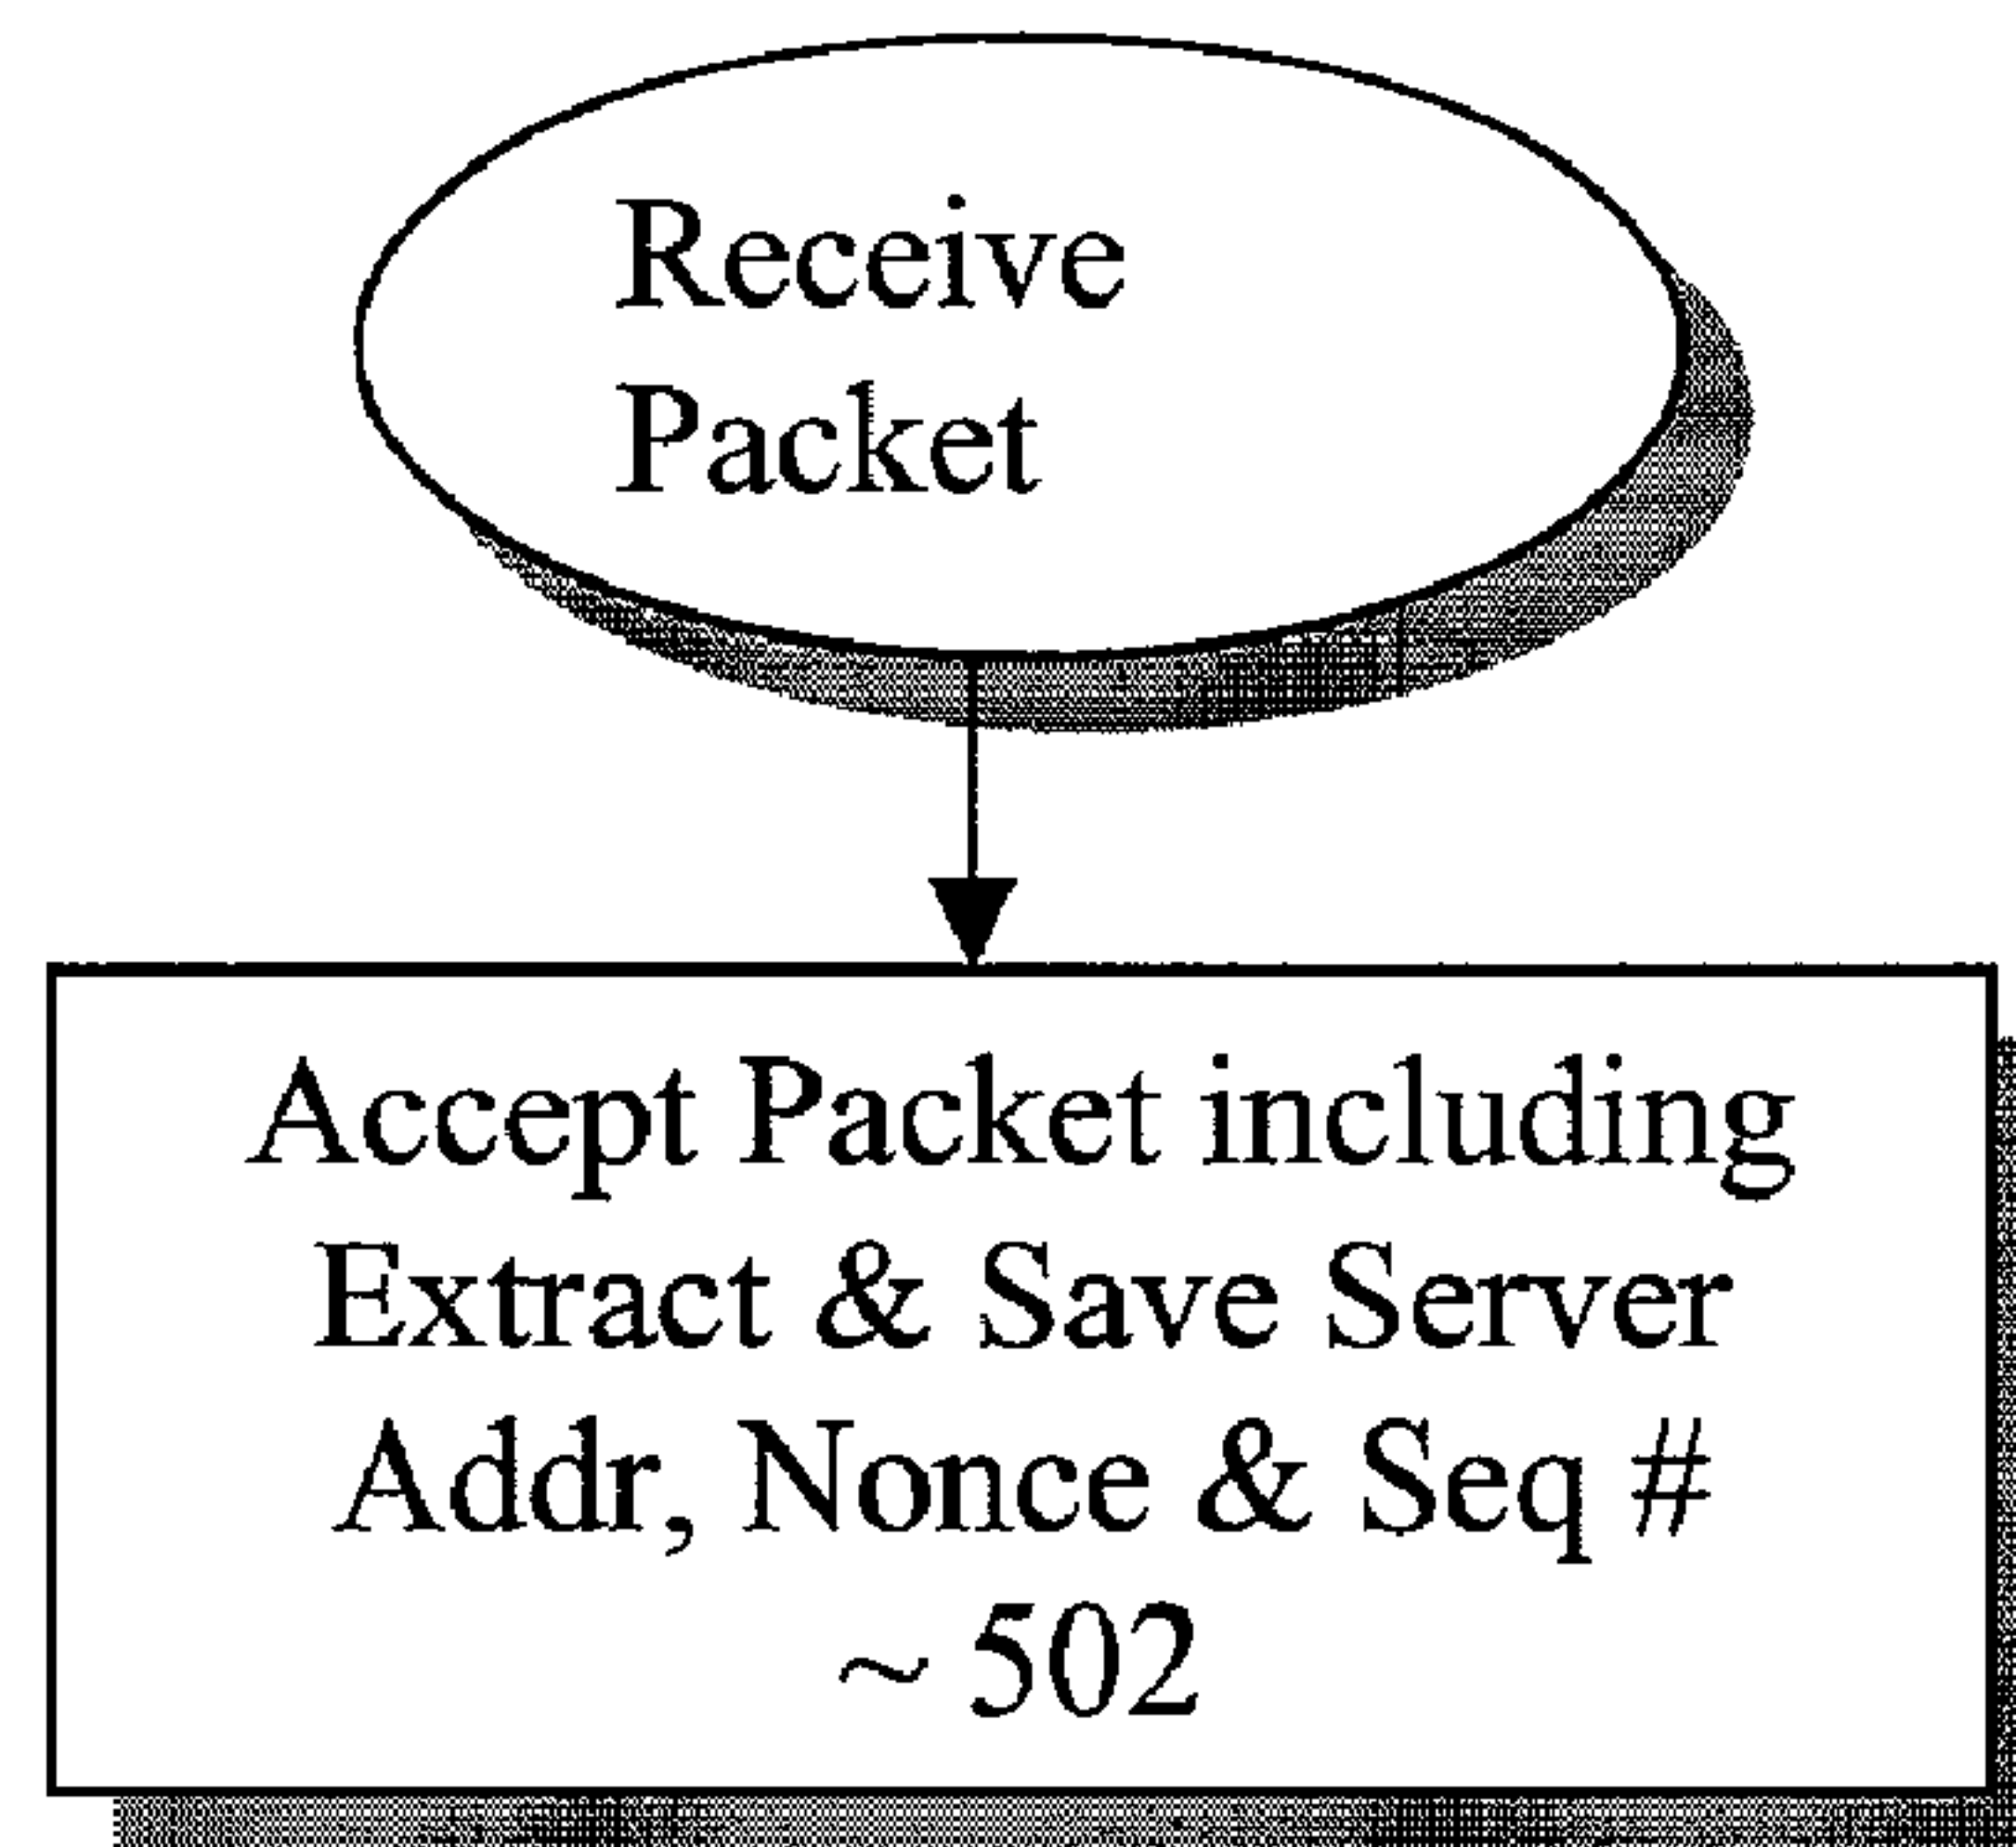 Receive
Packet
Accept Packet including
Extract & Save Server
Addr, Nonce & Seq #
~ 502